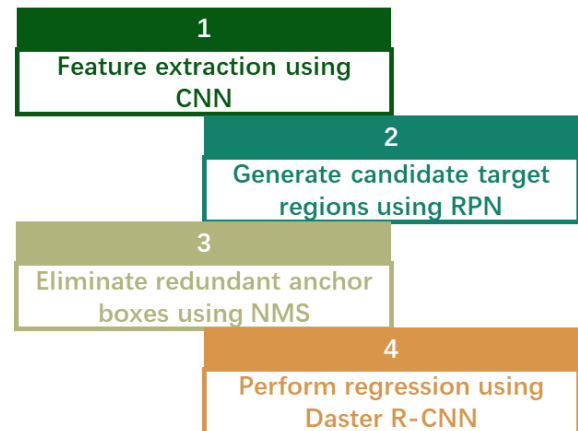 1
Feature extraction using
CNN
2
Generate candidate target
regions using RPN
3
Eliminate redundant anchor
boxes using NMS
4
Perform regression using
Daster R-CNN